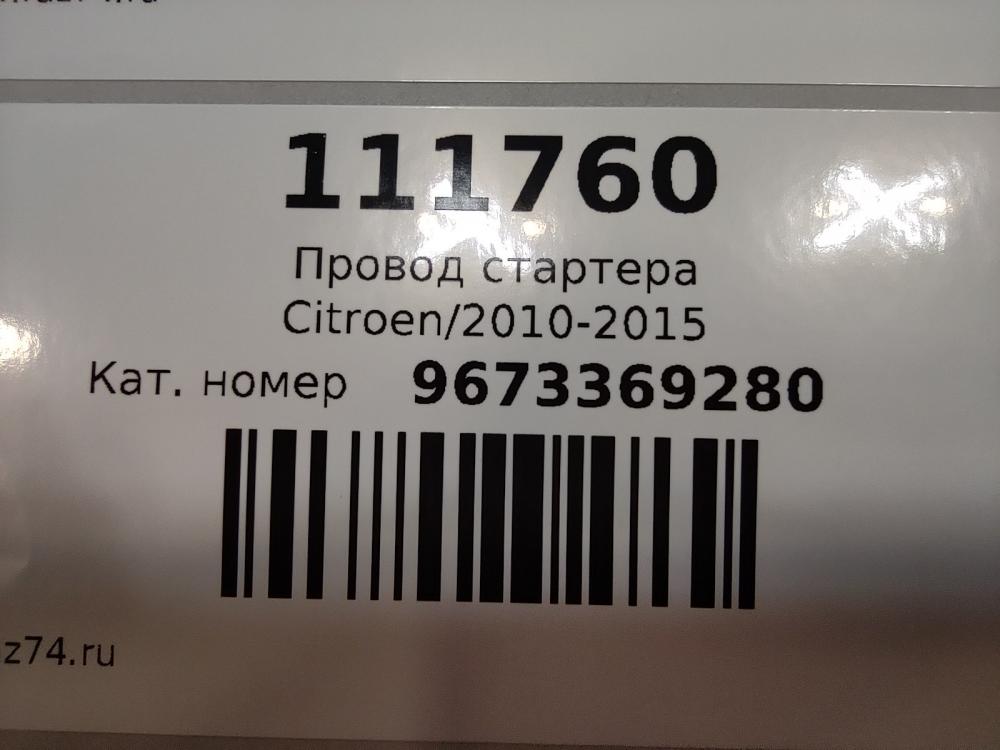 111760
Провод стартера
Citroen/2010-2015
Кат. номер 9673369280
z74.ru